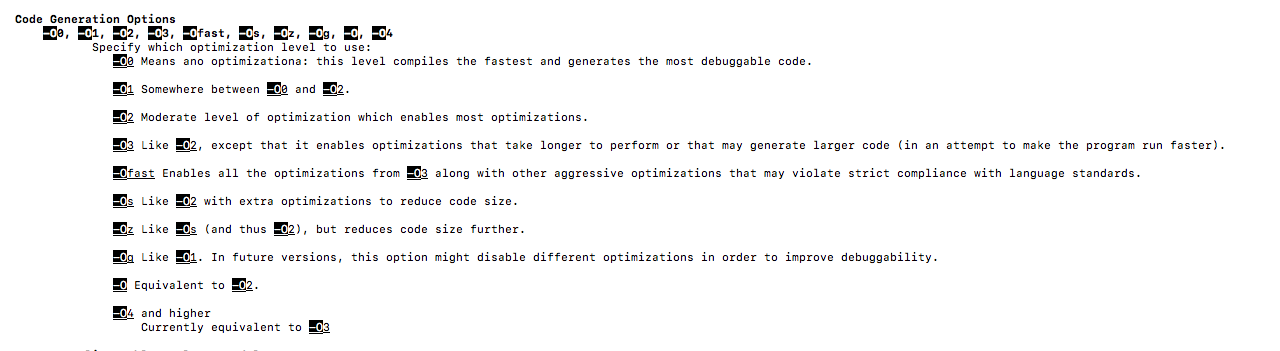 Code Generation Options
-O0, -O1, -O2, -O3, -Ofast, -Os, -Oz, -Og, -O, -O4
Specify which optimization level to use:
-O0 Means ano optimizationa: this level compiles the fastest and generates the most debuggable code.
-O1 Somewhere between -O0 and -O2.
-O2 Moderate level of optimization which enables most optimizations.
-O3 Like -O2, except that it enables optimizations that take longer to perform or that may generate larger code (in an attempt to make the program run faster).
-Ofast Enables all the optimizations from -O3 along with other aggressive optimizations that may violate strict compliance with language standards.
-Os Like -O2 with extra optimizations to reduce code size.
-Oz Like -Os (and thus -O2), but reduces code size further.
-Og Like -O1. In future versions, this option might disable different optimizations in order to improve debuggability.
-O Equivalent to -O2.
-O4 and higher
Currently equivalent to -O3